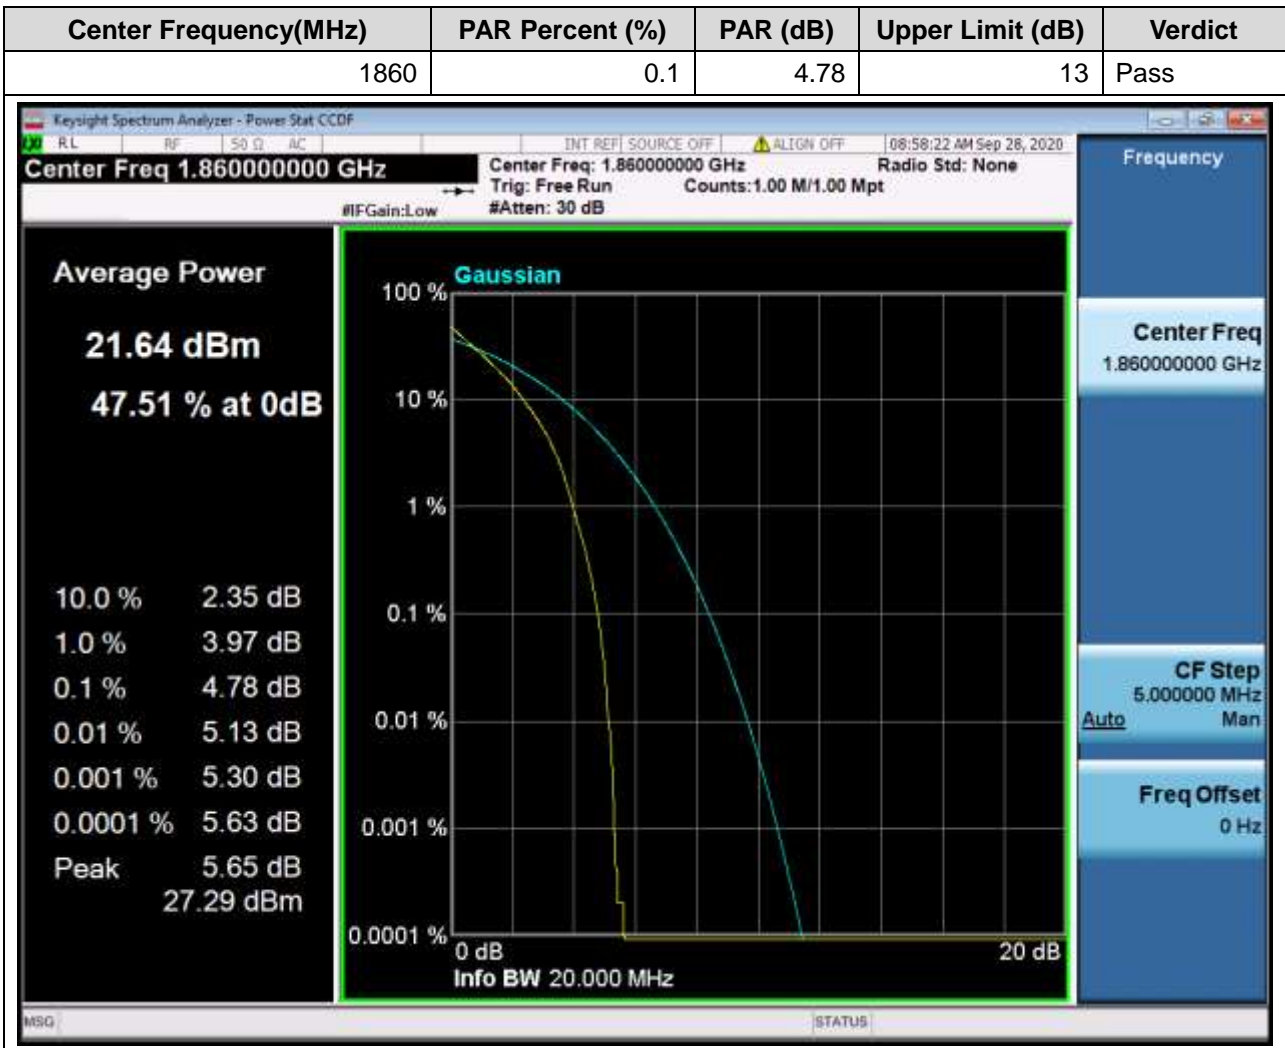 Center Frequency(MHz) PAR Percent (%) PAR (dB) Upper Limit (dB) Verdict
1860 0.1 4.78 13 Pass
Keysight Spectrum Analyzer - Power Stat CCDF
RL RF 50 Ω AC INT REF SOURCE OFF ALIGN OFF 08:58:22 AM Sep 28, 2020
Center Freq 1.860000000 GHz
Center Freq: 1.860000000 GHz Radio Std: None
Trig: Free Run Counts:1.00 M/1.00 Mpt
#IFGain:Low #Atten: 30 dB
Average Power
21.64 dBm
47.51 % at 0dB
10.0 % 2.35 dB
1.0 % 3.97 dB
0.1 % 4.78 dB
0.01 % 5.13 dB
0.001 % 5.30 dB
0.0001 % 5.63 dB
Peak 5.65 dB
27.29 dBm
Gaussian
100 %
10 %
1 %
0.1 %
0.01 %
0.001 %
0.0001 %
0 dB 20 dB
Info BW 20.000 MHz
Frequency
Center Freq
1.860000000 GHz
CF Step
5.000000 MHz
Auto Man
Freq Offset
0 Hz
MSG STATUS